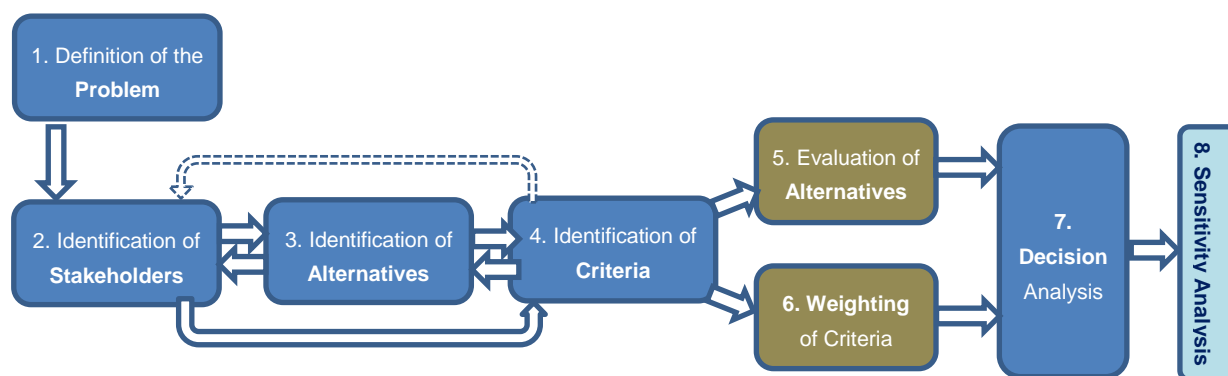 1. Definition of the
Problem
2. Identification of
Stakeholders
3. Identification of
Alternatives
4. Identification of
Criteria
5. Evaluation of
Alternatives
6. Weighting
of Criteria
7.
Decision
Analysis
8. Sensitivity Analysis